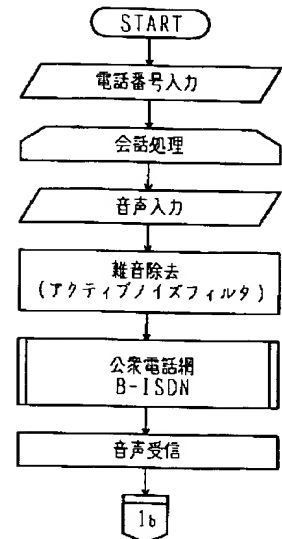 START
電話番号入力
会話処理
音声入力
雑音除去
(アクティブノイズフィルタ)
公衆電話網
B-ISDN
音声受信
1b